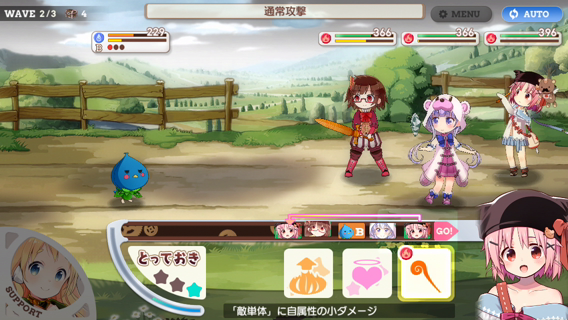 WAVE 2/3 4
通常攻撃
MENU
AUTO
229
B
366
366
396
B
GO!
とっておき
SUPPORT
「敵単体」に自属性の小ダメージ